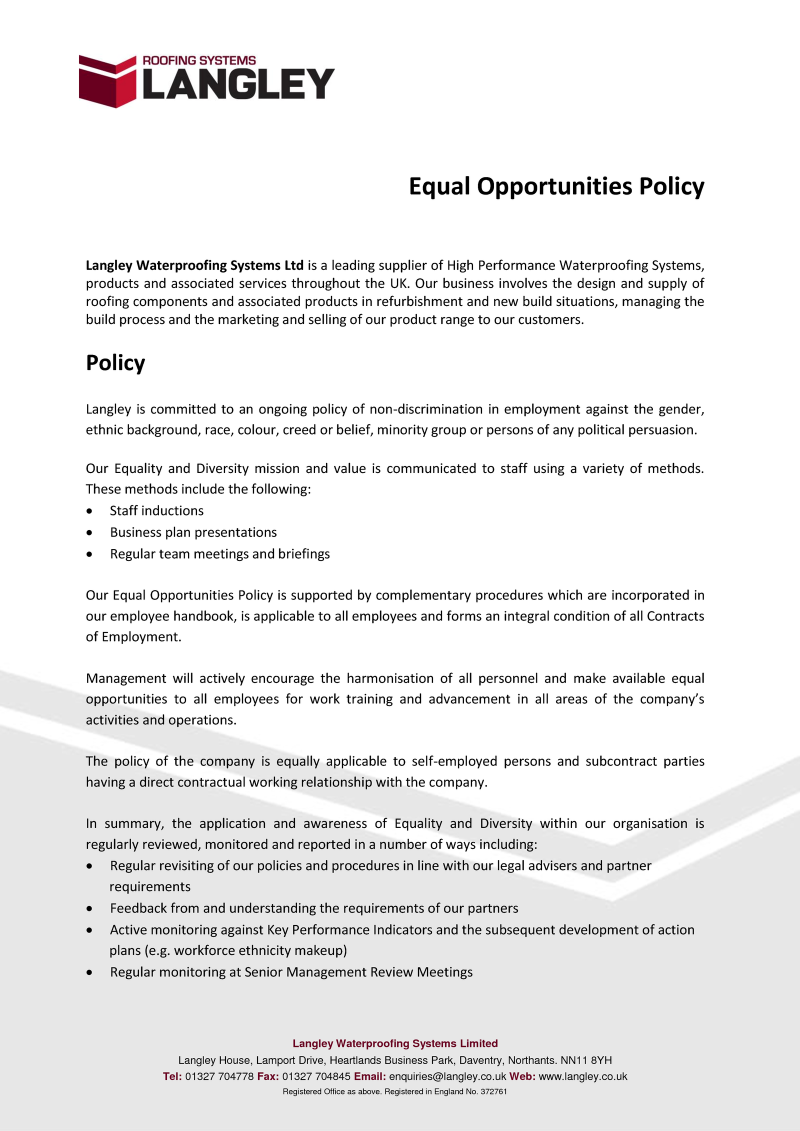 ROOFING SYSTEMS
LANGLEY
Equal Opportunities Policy
Langley Waterproofing Systems Ltd is a leading supplier of High Performance Waterproofing Systems,
products and associated services throughout the UK. Our business involves the design and supply of
roofing components and associated products in refurbishment and new build situations, managing the
build process and the marketing and selling of our product range to our customers.
Policy
Langley is committed to an ongoing policy of non-discrimination in employment against the gender,
ethnic background, race, colour, creed or belief, minority group or persons of any political persuasion.
Our Equality and Diversity mission and value is communicated to staff using a variety of methods.
These methods include the following:
• Staff inductions
• Business plan presentations
• Regular team meetings and briefings
Our Equal Opportunities Policy is supported by complementary procedures which are incorporated in
our employee handbook, is applicable to all employees and forms an integral condition of all Contracts
of Employment.
Management will actively encourage the harmonisation of all personnel and make available equal
opportunities to all employees for work training and advancement in all areas of the company’s
activities and operations.
The policy of the company is equally applicable to self-employed persons and subcontract parties
having a direct contractual working relationship with the company.
In summary, the application and awareness of Equality and Diversity within our organisation is
regularly reviewed, monitored and reported in a number of ways including:
• Regular revisiting of our policies and procedures in line with our legal advisers and partner
requirements
• Feedback from and understanding the requirements of our partners
• Active monitoring against Key Performance Indicators and the subsequent development of action
plans (e.g. workforce ethnicity makeup)
• Regular monitoring at Senior Management Review Meetings
Langley Waterproofing Systems Limited
Langley House, Lamport Drive, Heartlands Business Park, Daventry, Northants. NN11 8YH
Tel: 01327 704778 Fax: 01327 704845 Email: enquiries@langley.co.uk Web: www.langley.co.uk
Registered Office as above. Registered in England No. 372761